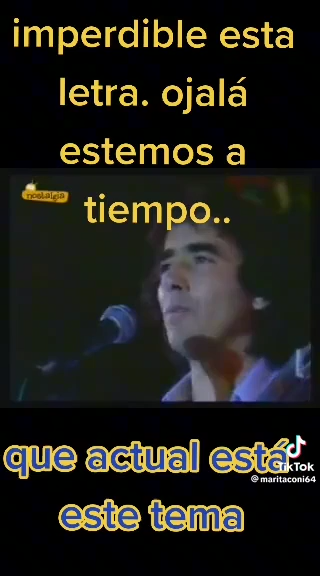 imperdible esta
letra. ojalá
estemos a
tiempo..
nostalgia
que actual está
este tema
TikTok
@maritaconi64